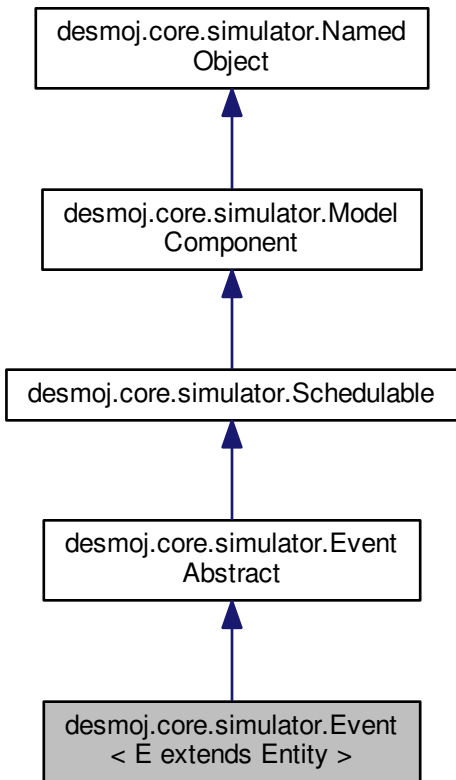 desmoj.core.simulator.Named
Object
desmoj.core.simulator.Model
Component
desmoj.core.simulator.Schedulable
desmoj.core.simulator.Event
Abstract
desmoj.core.simulator.Event
< E extends Entity >